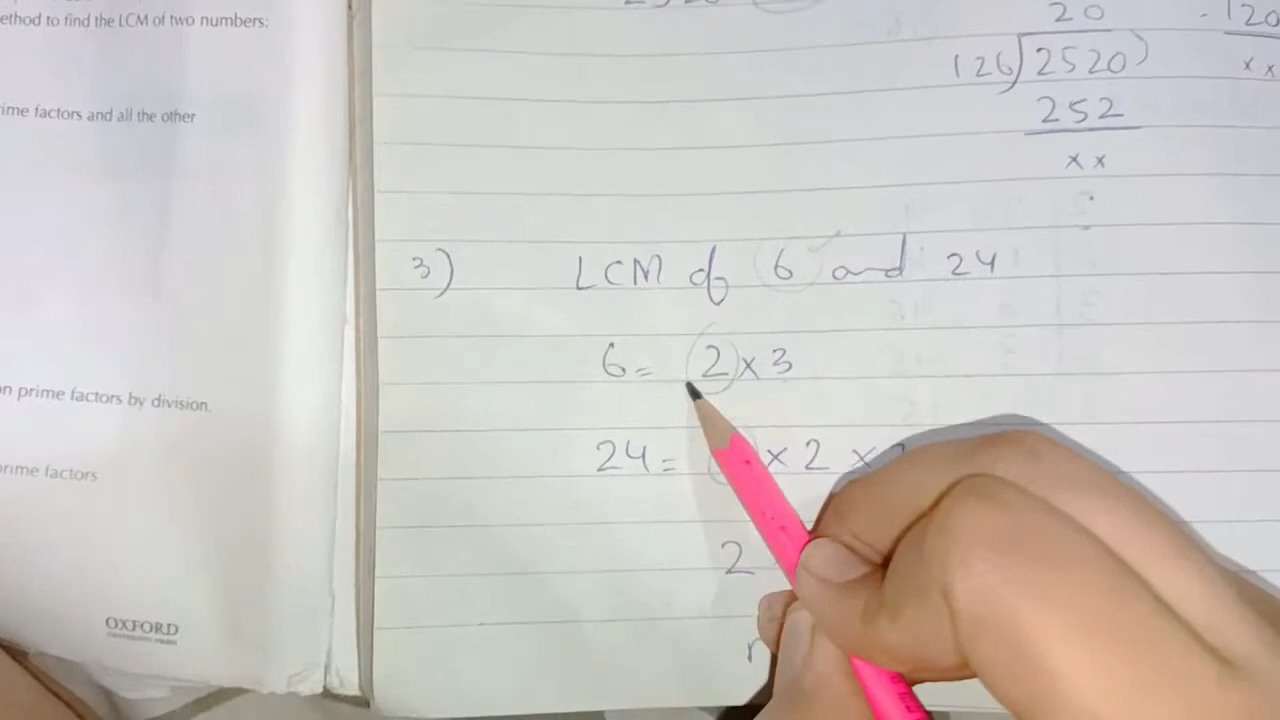 ethod to find the LCM of two numbers:
ime factors and all the other
n prime factors by division.
rime factors
OXFORD
UNIVERSITY PRESS
20
126)2520)
252
x x
-120
x x
3) LCM of 6 and 24
6 = 2 x 3
24 = x 2 x
2